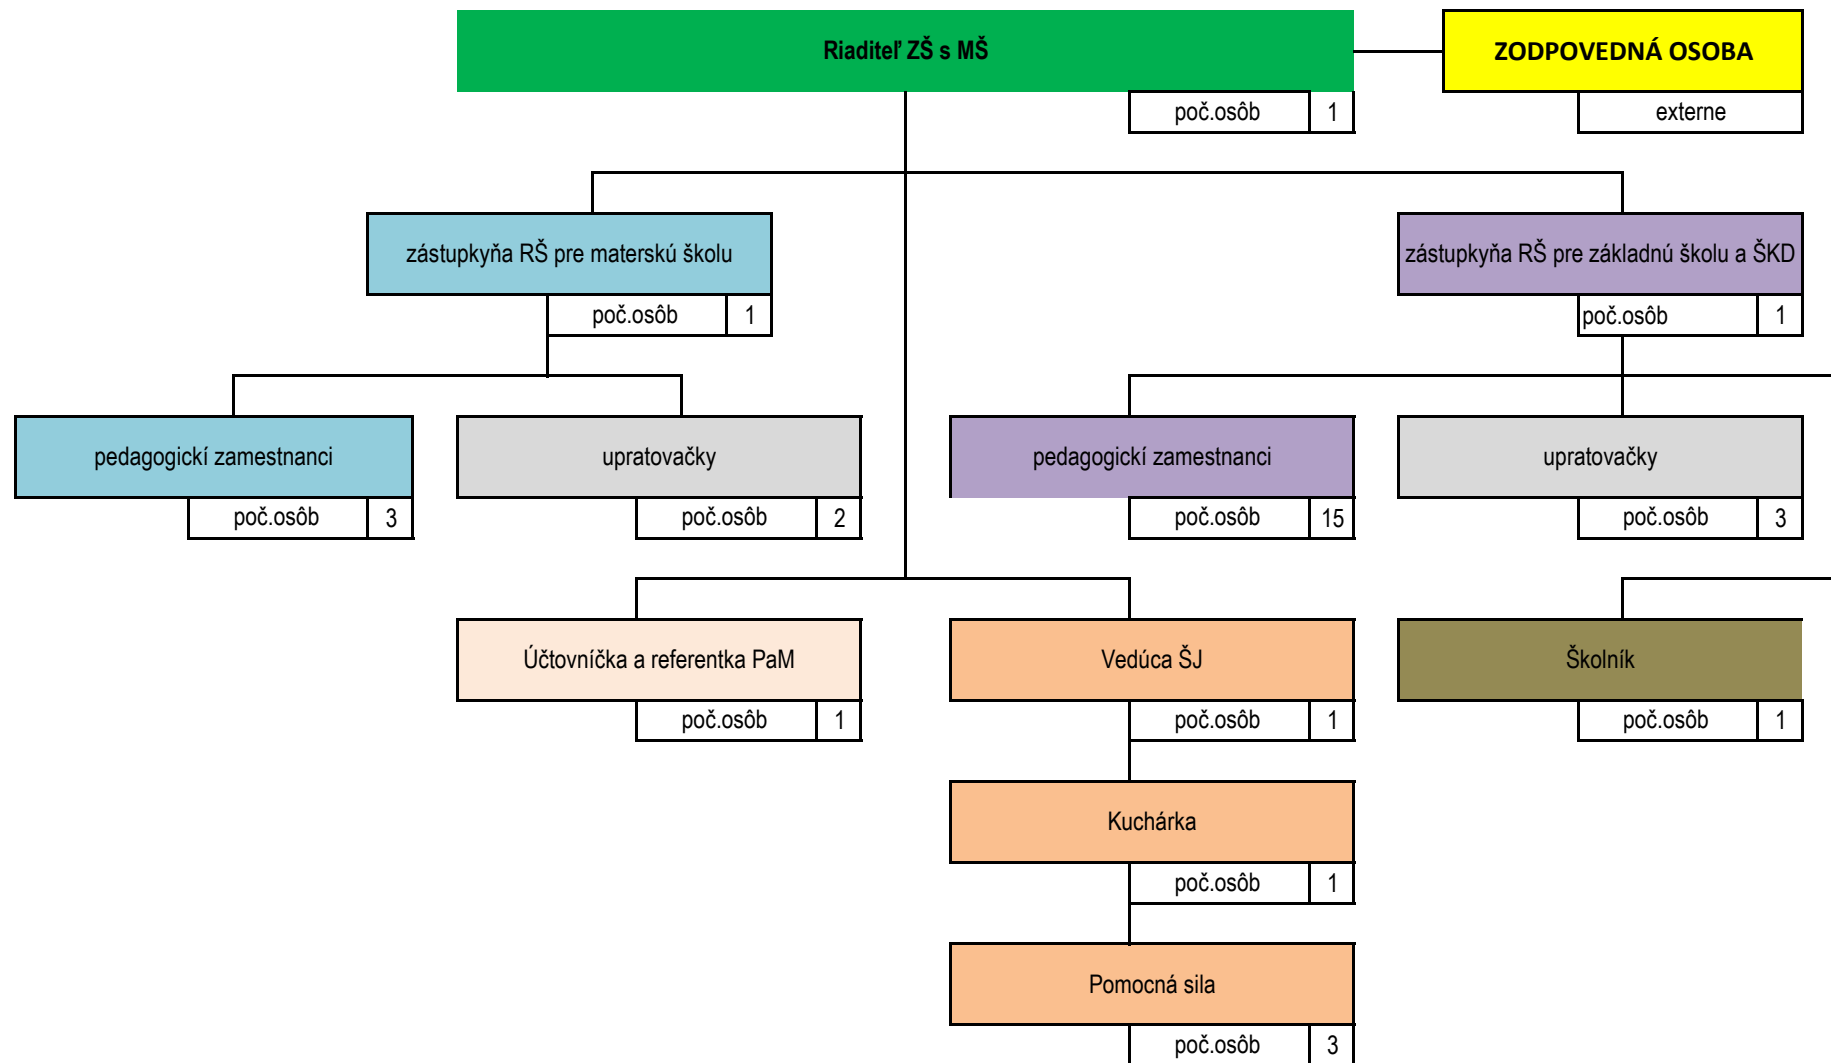 Riaditeľ ZŠ s MŠ
ZODPOVEDNÁ OSOBA
poč.osôb 1
externe
zástupkyňa RŠ pre materskú školu
zástupkyňa RŠ pre základnú školu a ŠKD
poč.osôb 1
poč.osôb 1
pedagogickí zamestnanci
upratovačky
pedagogickí zamestnanci
upratovačky
poč.osôb 3
poč.osôb 2
poč.osôb 15
poč.osôb 3
Účtovníčka a referentka PaM
Vedúca ŠJ
Školník
poč.osôb 1
poč.osôb 1
poč.osôb 1
Kuchárka
poč.osôb 1
Pomocná sila
poč.osôb 3